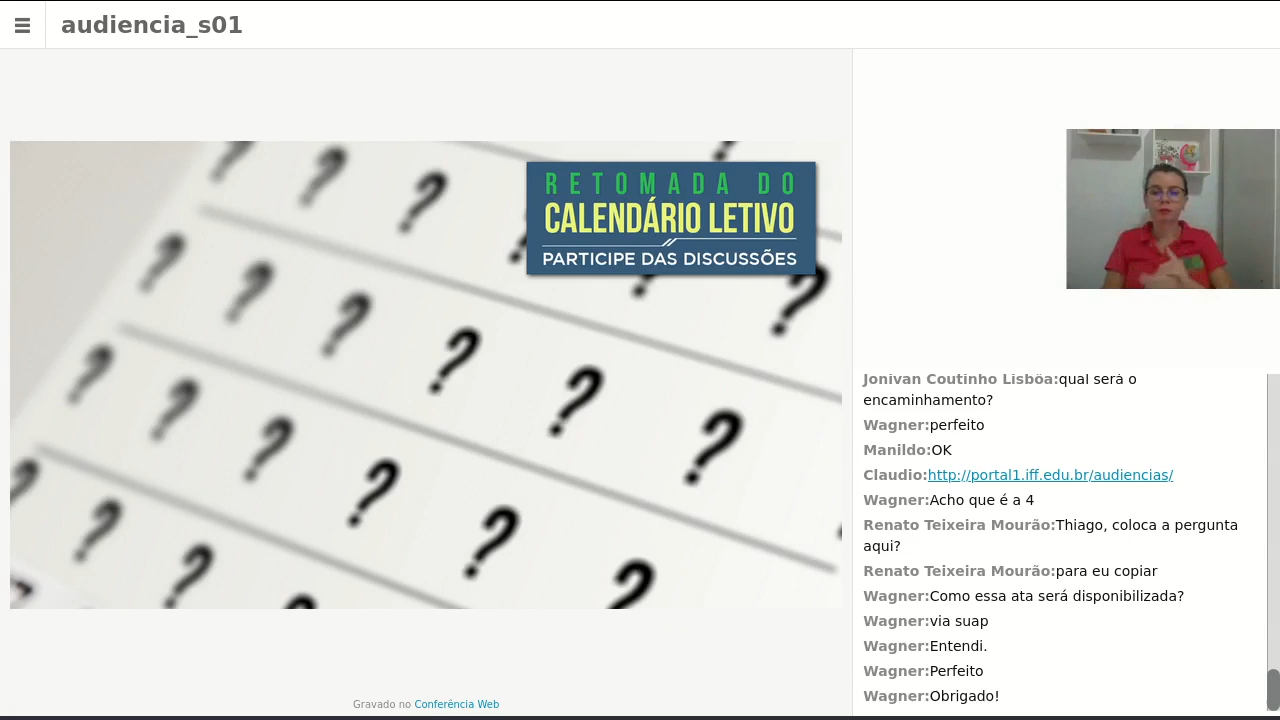 audiencia_s01
RETOMADA DO
CALENDÁRIO LETIVO
PARTICIPE DAS DISCUSSÕES
? ? ? ?
? ? ? ? ? ?
? ? ? ? ? ?
? ? ? ? ? ?
? ? ?
Jonivan Coutinho Lisbôa:qual será o
encaminhamento?
Wagner:perfeito
Manildo:OK
Claudio:http://portal1.iff.edu.br/audiencias/
Wagner:Acho que é a 4
Renato Teixeira Mourão:Thiago, coloca a pergunta
aqui?
Renato Teixeira Mourão:para eu copiar
Wagner:Como essa ata será disponibilizada?
Wagner:via suap
Wagner:Entendi.
Wagner:Perfeito
Wagner:Obrigado!
Gravado no Conferência Web